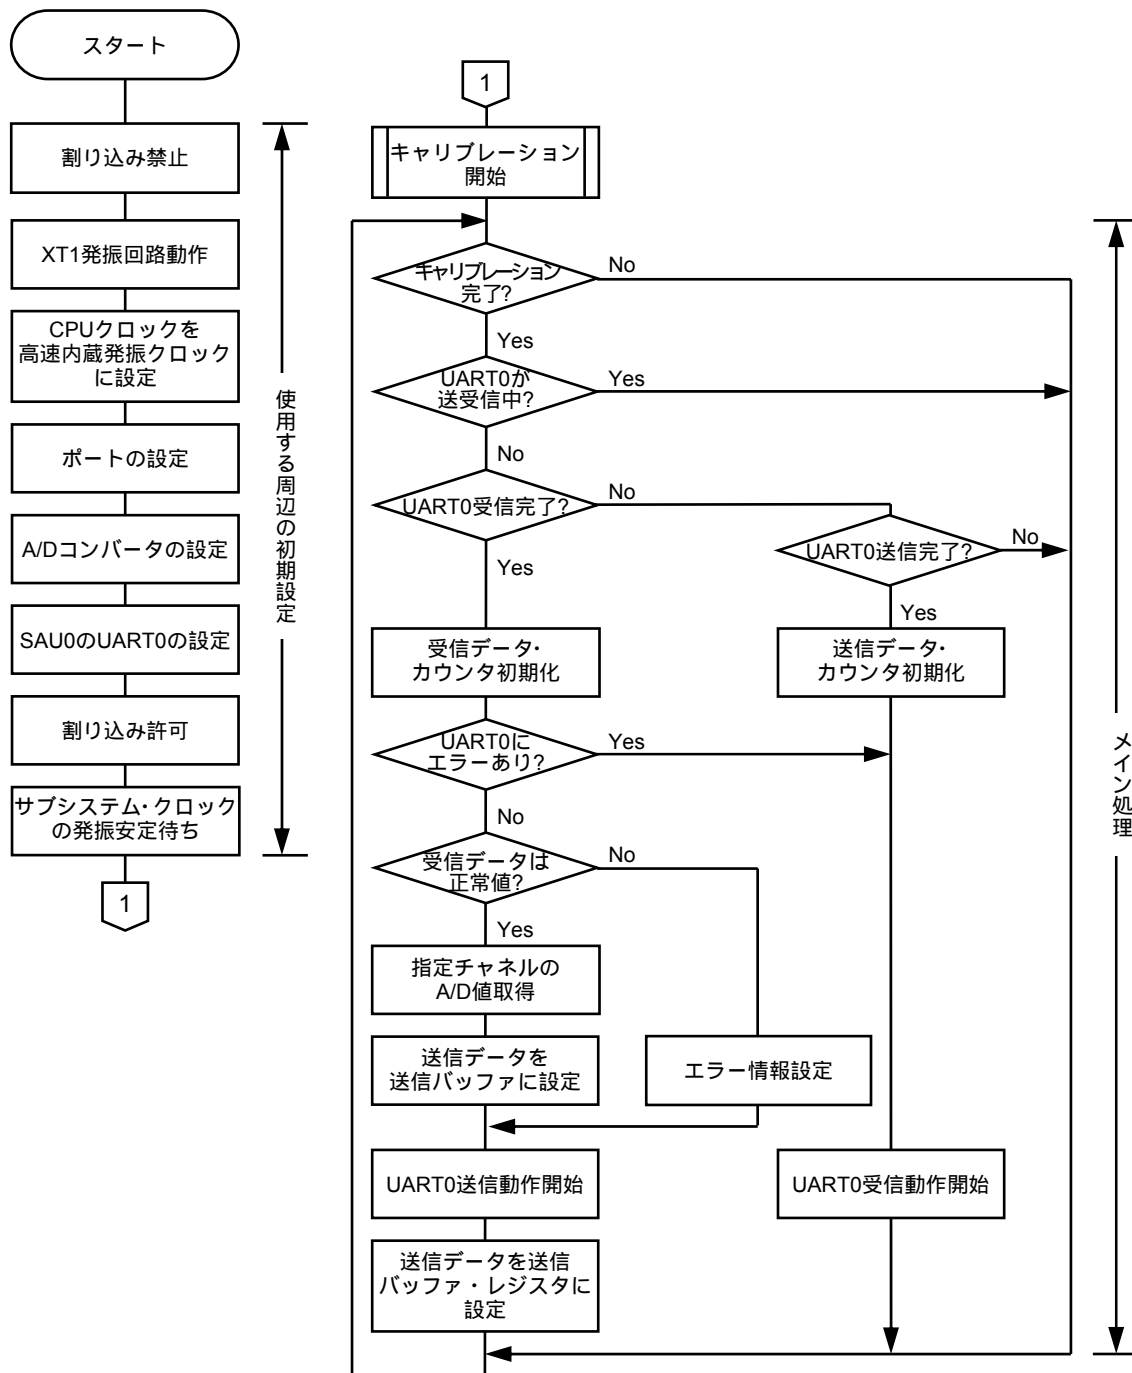 スタート
割り込み禁止
XT1発振回路動作
CPUクロックを
高速内蔵発振クロック
に設定
ポートの設定
A/Dコンバータの設定
SAU0のUART0の設定
割り込み許可
サブシステム・クロック
の発振安定待ち
1
使用する周辺の初期設定
1
キャリブレーション
開始
キャリブレーション
完了?
No
Yes
UART0が
送受信中?
Yes
No
UART0受信完了?
No
Yes
UART0送信完了?
No
Yes
受信データ・
カウンタ初期化
送信データ・
カウンタ初期化
UART0に
エラーあり?
Yes
No
受信データは
正常値?
No
Yes
指定チャネルの
A/D値取得
送信データを
送信バッファに設定
エラー情報設定
UART0送信動作開始
UART0受信動作開始
送信データを送信
バッファ・レジスタに
設定
メイン処理